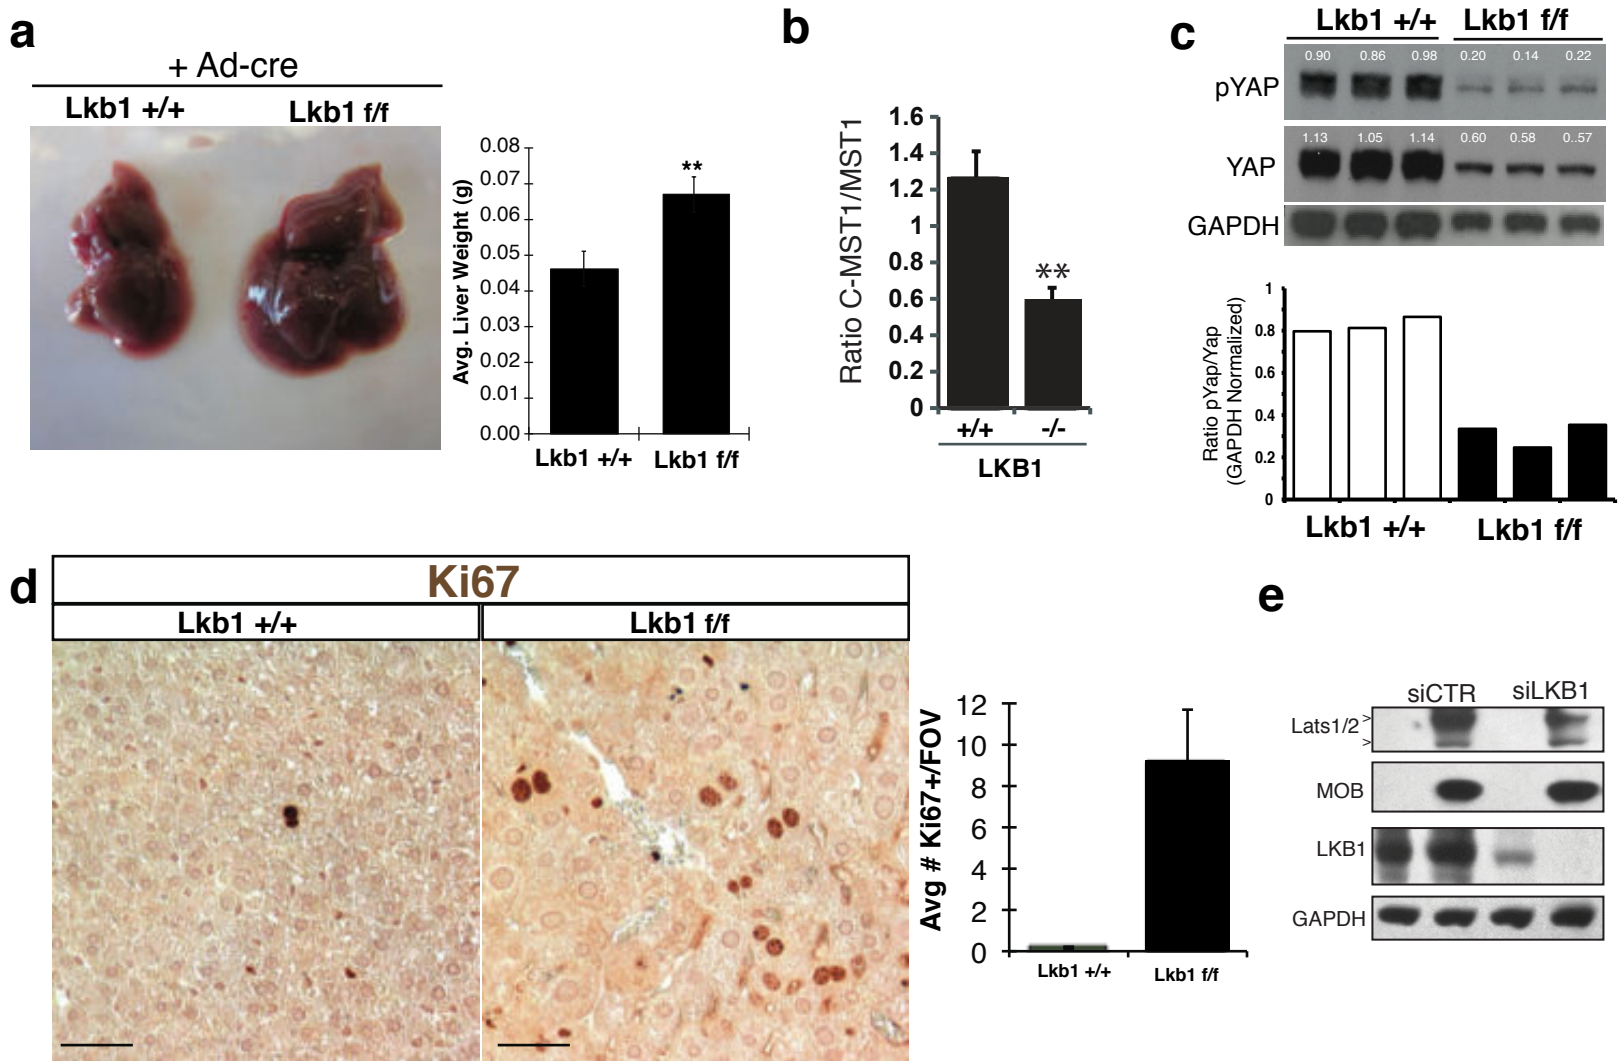 a
+ Ad-cre
Lkb1 +/+ Lkb1 f/f
Avg. Liver Weight (g)
0.08
0.07
0.06
0.05
0.04
0.03
0.02
0.01
0.00
**
Lkb1 +/+ Lkb1 f/f
b
Ratio C-MST1/MST1
1.6
1.4
1.2
1
0.8
0.6
0.4
0.2
0
**
+/+ -/-
LKB1
c
Lkb1 +/+ Lkb1 f/f
0.90 0.86 0.98 0.20 0.14 0.22
pYAP
1.13 1.05 1.14 0.60 0.58 0..57
YAP
GAPDH
Ratio pYap/Yap
(GAPDH Normalized)
1
0.8
0.6
0.4
0.2
0
Lkb1 +/+ Lkb1 f/f
d
Ki67
Lkb1 +/+ Lkb1 f/f
Avg # Ki67+/FOV
12
10
8
6
4
2
0
Lkb1 +/+ Lkb1 f/f
e
siCTR siLKB1
Lats1/2 >
>
MOB
LKB1
GAPDH